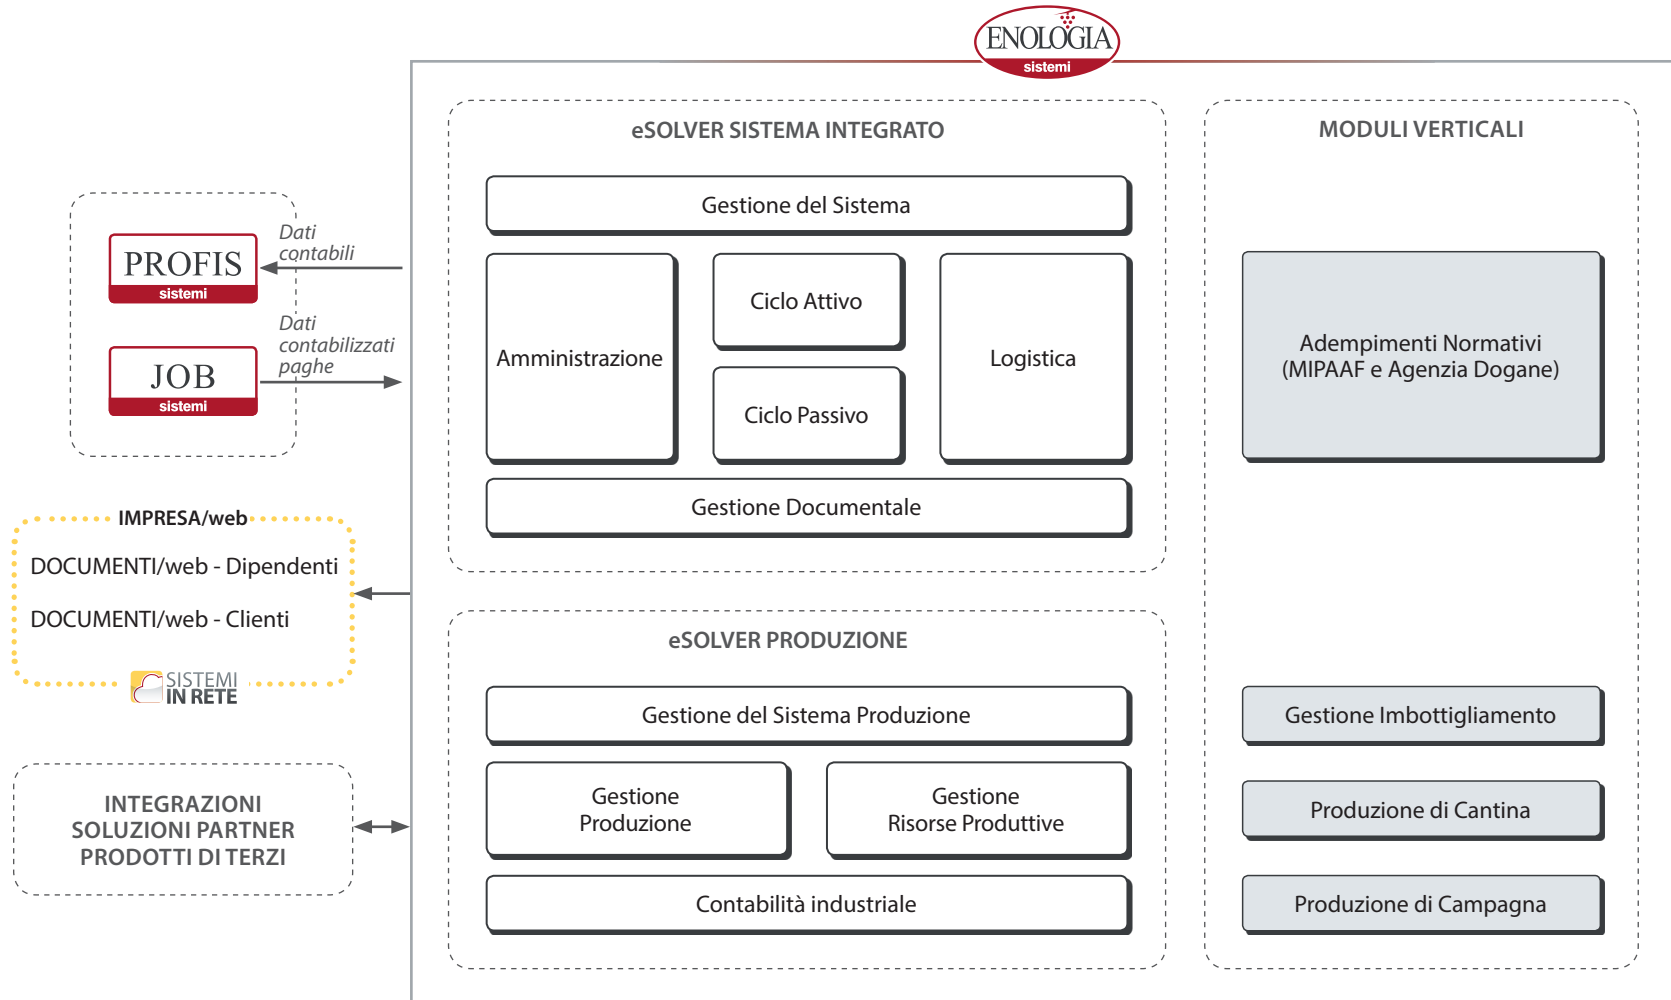 ENOLOGIA
sistemi
eSOLVER SISTEMA INTEGRATO
Gestione del Sistema
Amministrazione
Ciclo Attivo
Ciclo Passivo
Logistica
Gestione Documentale
MODULI VERTICALI
Adempimenti Normativi
(MIPAAF e Agenzia Dogane)
Gestione Imbottigliamento
Produzione di Cantina
Produzione di Campagna
PROFIS
sistemi
Dati
contabili
JOB
sistemi
Dati
contabilizzati
paghe
IMPRESA/web
DOCUMENTI/web - Dipendenti
DOCUMENTI/web - Clienti
SISTEMI
IN RETE
eSOLVER PRODUZIONE
Gestione del Sistema Produzione
Gestione
Produzione
Gestione
Risorse Produttive
Contabilità industriale
INTEGRAZIONI
SOLUZIONI PARTNER
PRODOTTI DI TERZI